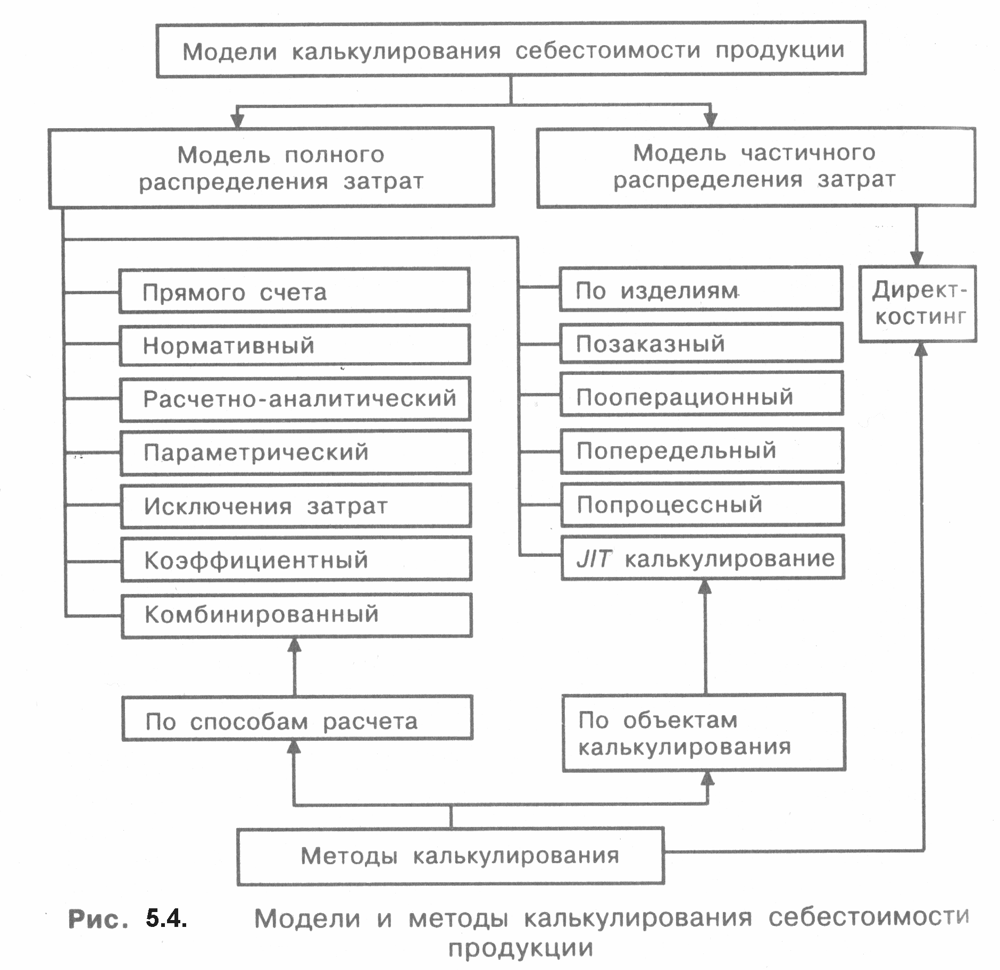 Модели калькулирования себестоимости продукции
Модель полного
распределения затрат
Модель частичного
распределения затрат
Прямого счета
Нормативный
Расчетно-аналитический
Параметрический
Исключения затрат
Коэффициентный
Комбинированный
По изделиям
Позаказный
Пооперационный
Попередельный
Попроцессный
JIT калькулирование
Директ-
костинг
По способам расчета
По объектам
калькулирования
Методы калькулирования
Рис. 5.4. Модели и методы калькулирования себестоимости
продукции